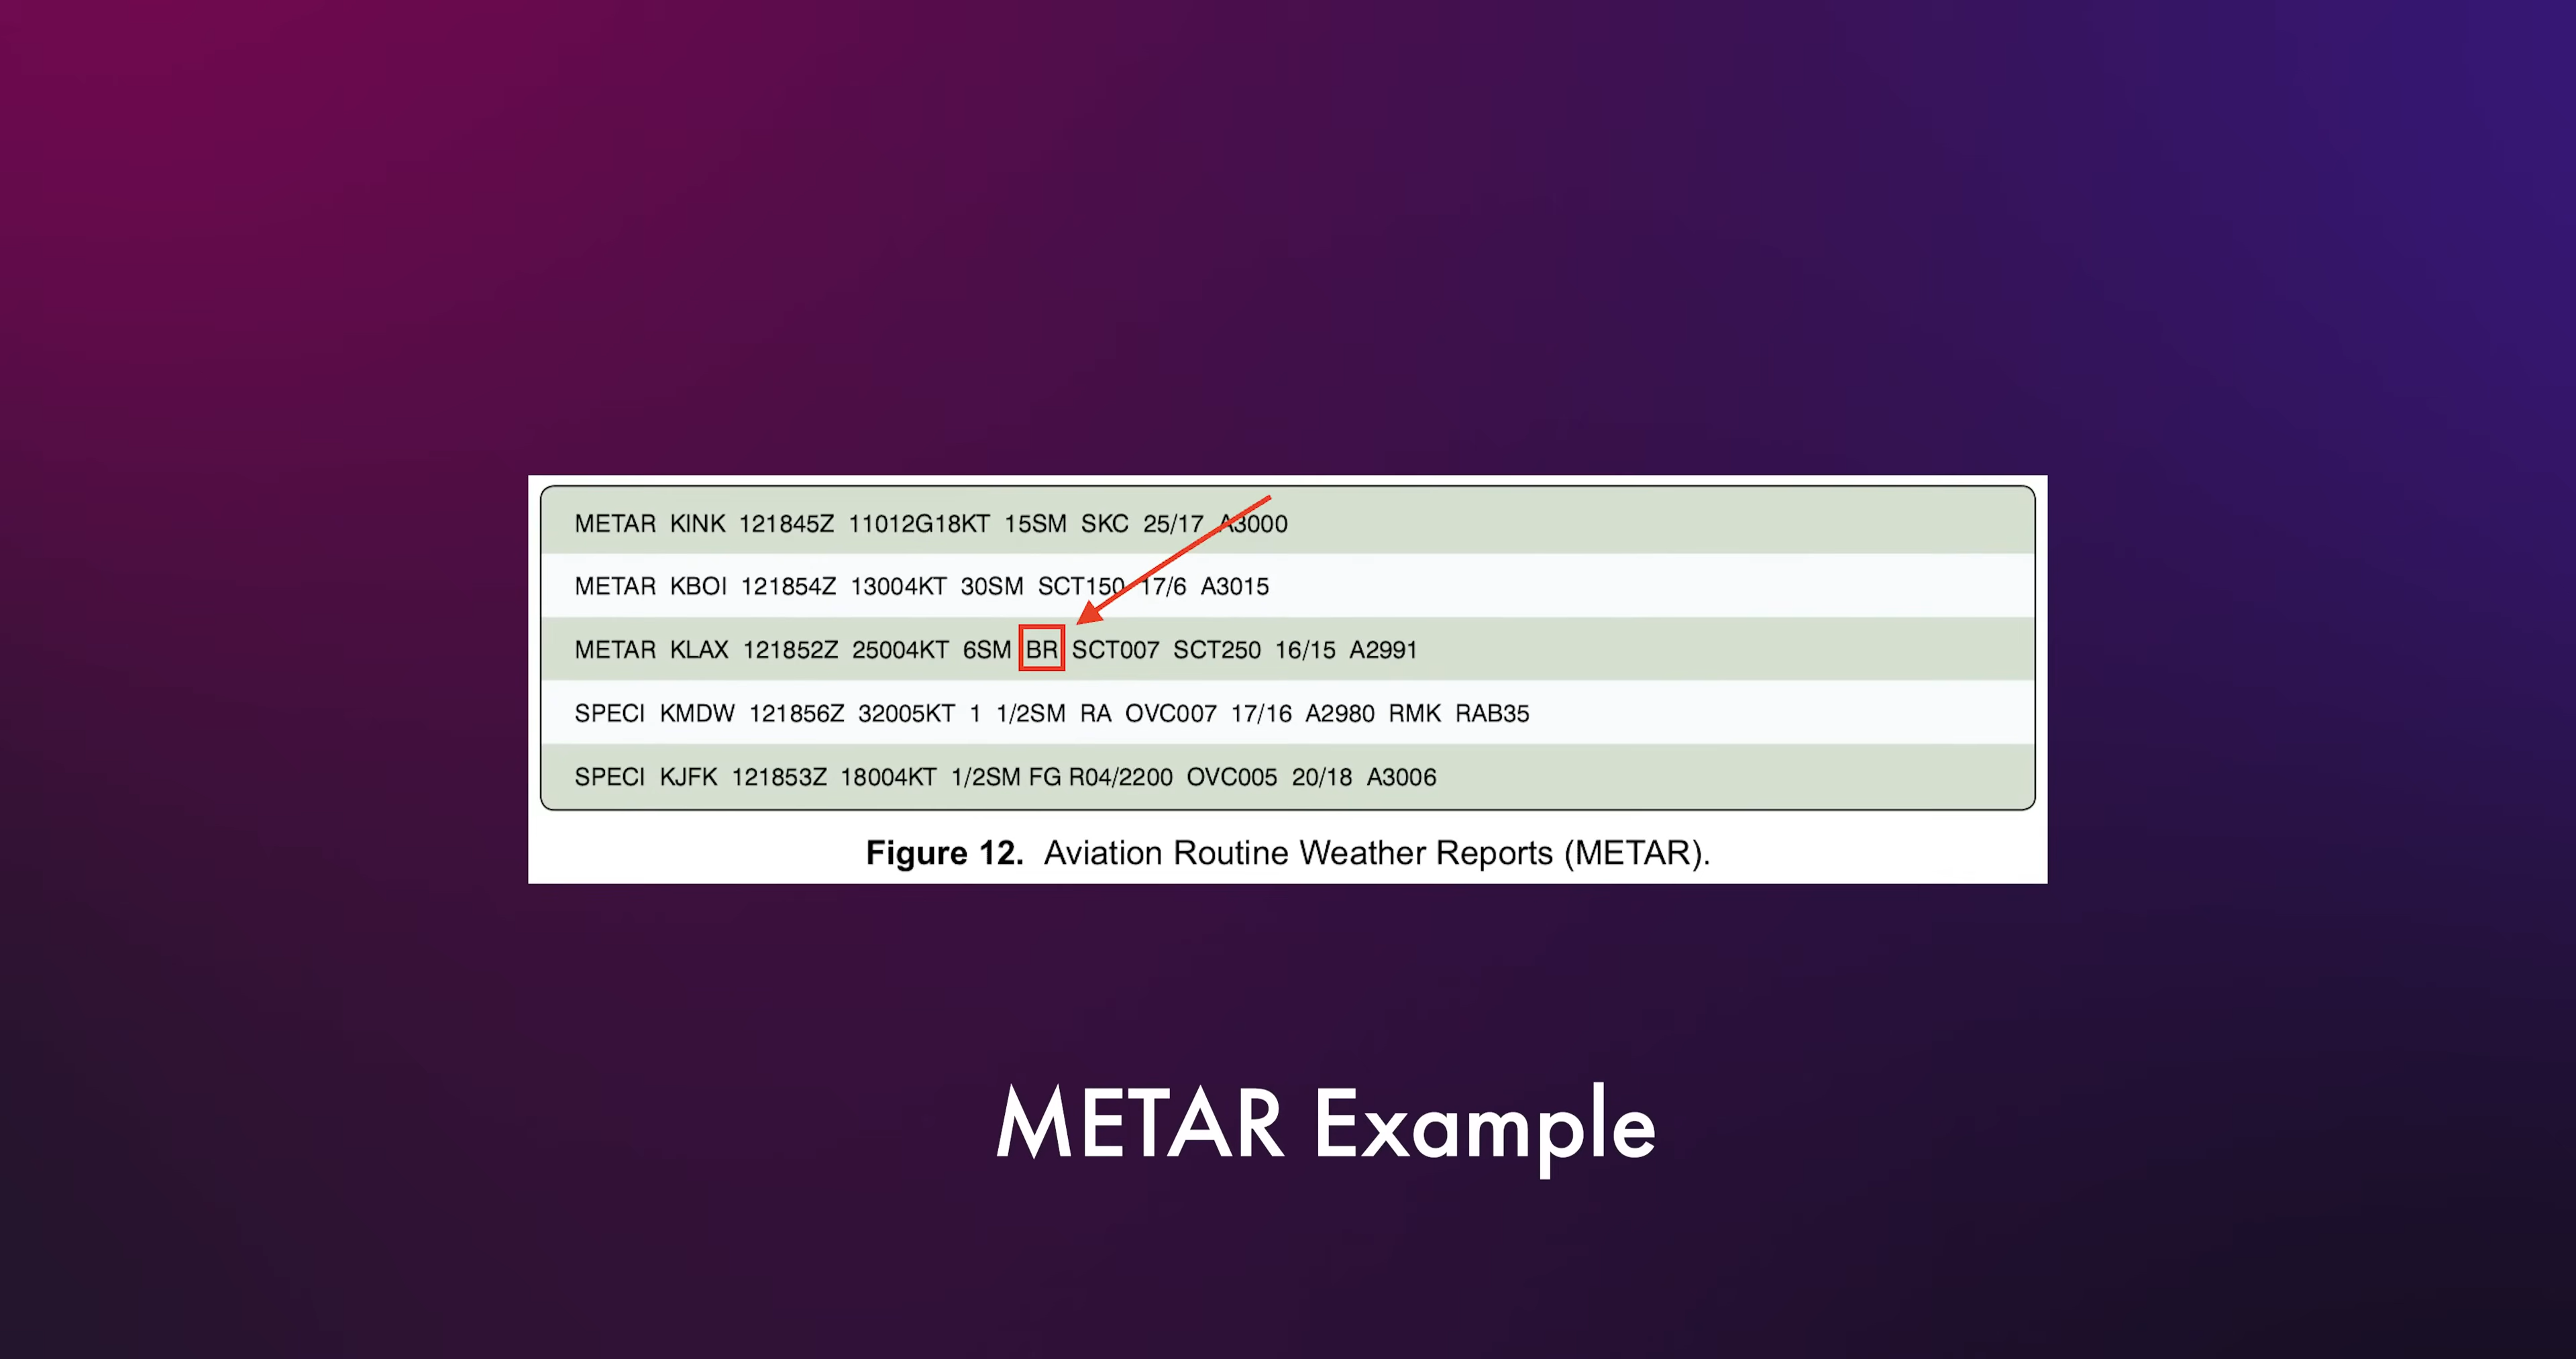 METAR KINK 121845Z 11012G18KT 15SM SKC 25/17 A3000
METAR KBOI 121854Z 13004KT 30SM SCT150 17/6 A3015
METAR KLAX 121852Z 25004KT 6SM BR SCT007 SCT250 16/15 A2991
SPECI KMDW 121856Z 32005KT 1 1/2SM RA OVC007 17/16 A2980 RMK RAB35
SPECI KJFK 121853Z 18004KT 1/2SM FG R04/2200 OVC005 20/18 A3006
Figure 12. Aviation Routine Weather Reports (METAR).
METAR Example